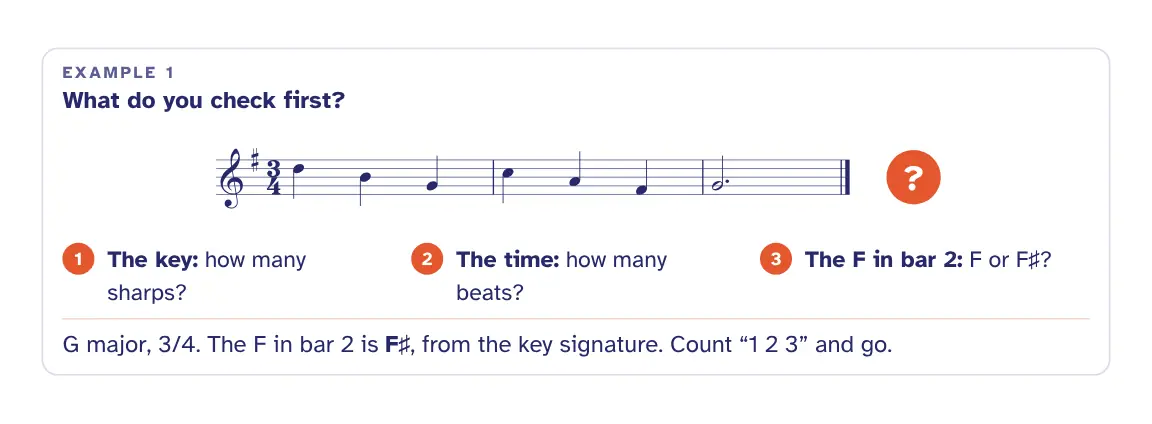 EXAMPLE 1
What do you check first?
3
4
?
1 The key: how many
sharps?
2 The time: how many
beats?
3 The F in bar 2: F or F♯?
G major, 3/4. The F in bar 2 is F♯, from the key signature. Count “1 2 3” and go.